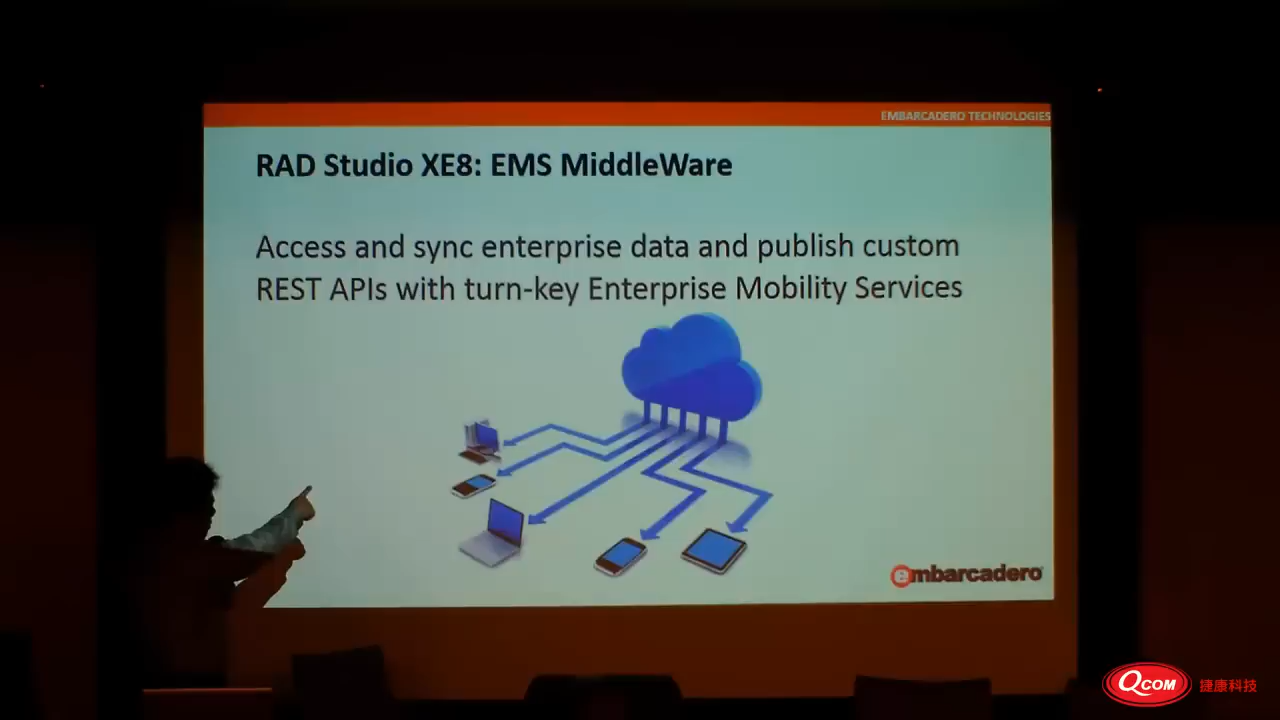 EMBARCADERO TECHNOLOGIES
RAD Studio XE8: EMS MiddleWare
Access and sync enterprise data and publish custom
REST APIs with turn-key Enterprise Mobility Services
embarcadero
QCOM 捷康科技